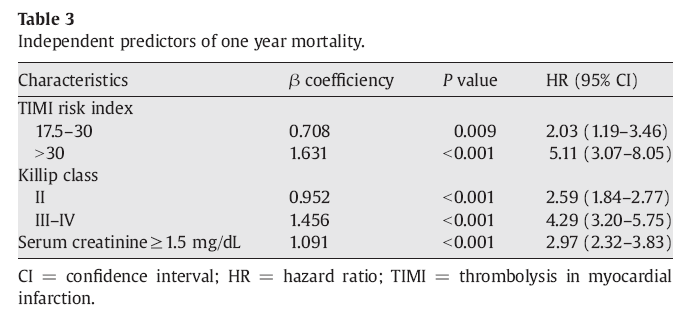 Table 3
Independent predictors of one year mortality.
Characteristics β coefficiency P value HR (95% CI)
TIMI risk index
17.5–30 0.708 0.009 2.03 (1.19–3.46)
>30 1.631 <0.001 5.11 (3.07–8.05)
Killip class
II 0.952 <0.001 2.59 (1.84–2.77)
III–IV 1.456 <0.001 4.29 (3.20–5.75)
Serum creatinine ≥ 1.5 mg/dL 1.091 <0.001 2.97 (2.32–3.83)
CI = confidence interval; HR = hazard ratio; TIMI = thrombolysis in myocardial
infarction.